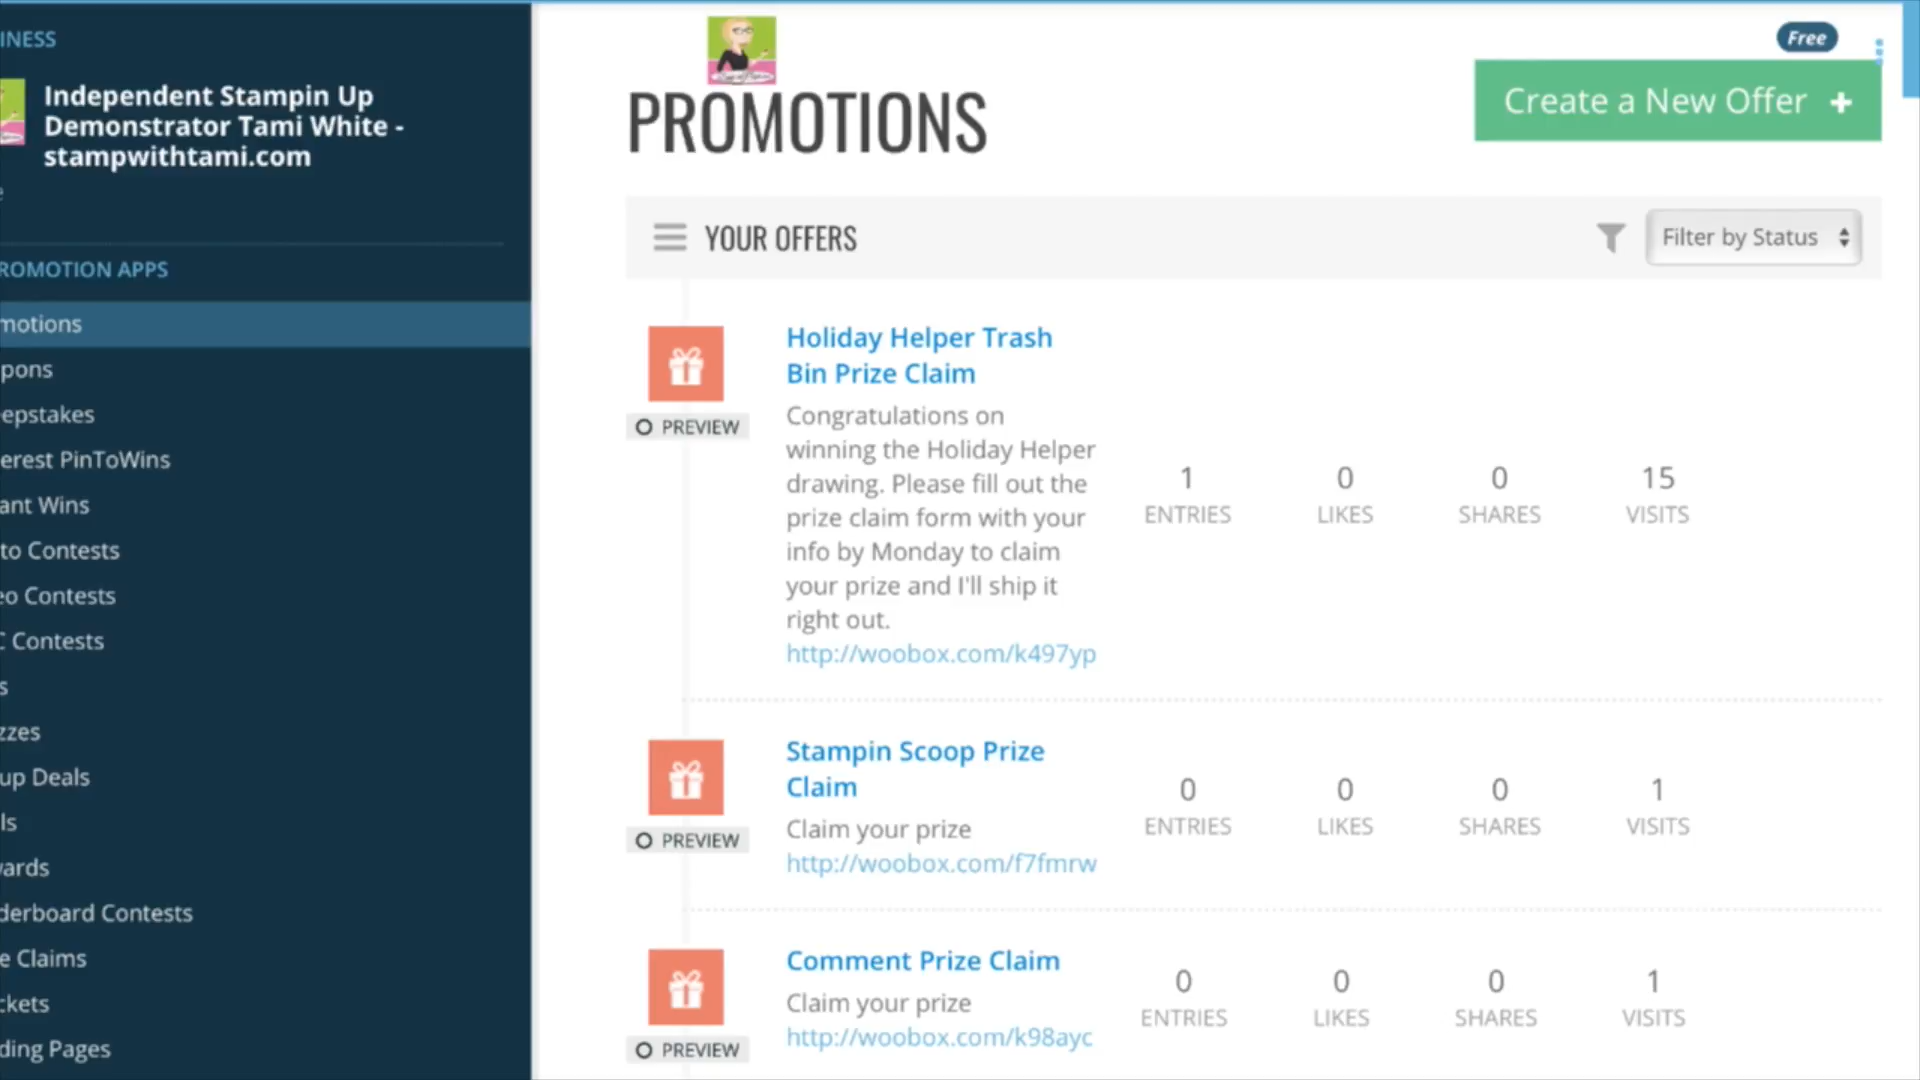 INESS
Independent Stampin Up
Demonstrator Tami White -
stampwithtami.com
e
ROMOTION APPS
motions
pons
epstakes
erest PinToWins
ant Wins
to Contests
eo Contests
C Contests
s
zzes
up Deals
ls
ards
derboard Contests
e Claims
ckets
ding Pages
PROMOTIONS
Free
Create a New Offer +
YOUR OFFERS
Filter by Status
Holiday Helper Trash
Bin Prize Claim
PREVIEW
Congratulations on
winning the Holiday Helper
drawing. Please fill out the
prize claim form with your
info by Monday to claim
your prize and I'll ship it
right out.
http://woobox.com/k497yp
1 0 0 15
ENTRIES LIKES SHARES VISITS
Stampin Scoop Prize
Claim
PREVIEW
Claim your prize
http://woobox.com/f7fmrw
0 0 0 1
ENTRIES LIKES SHARES VISITS
Comment Prize Claim
Claim your prize
PREVIEW
http://woobox.com/k98ayc
0 0 0 1
ENTRIES LIKES SHARES VISITS